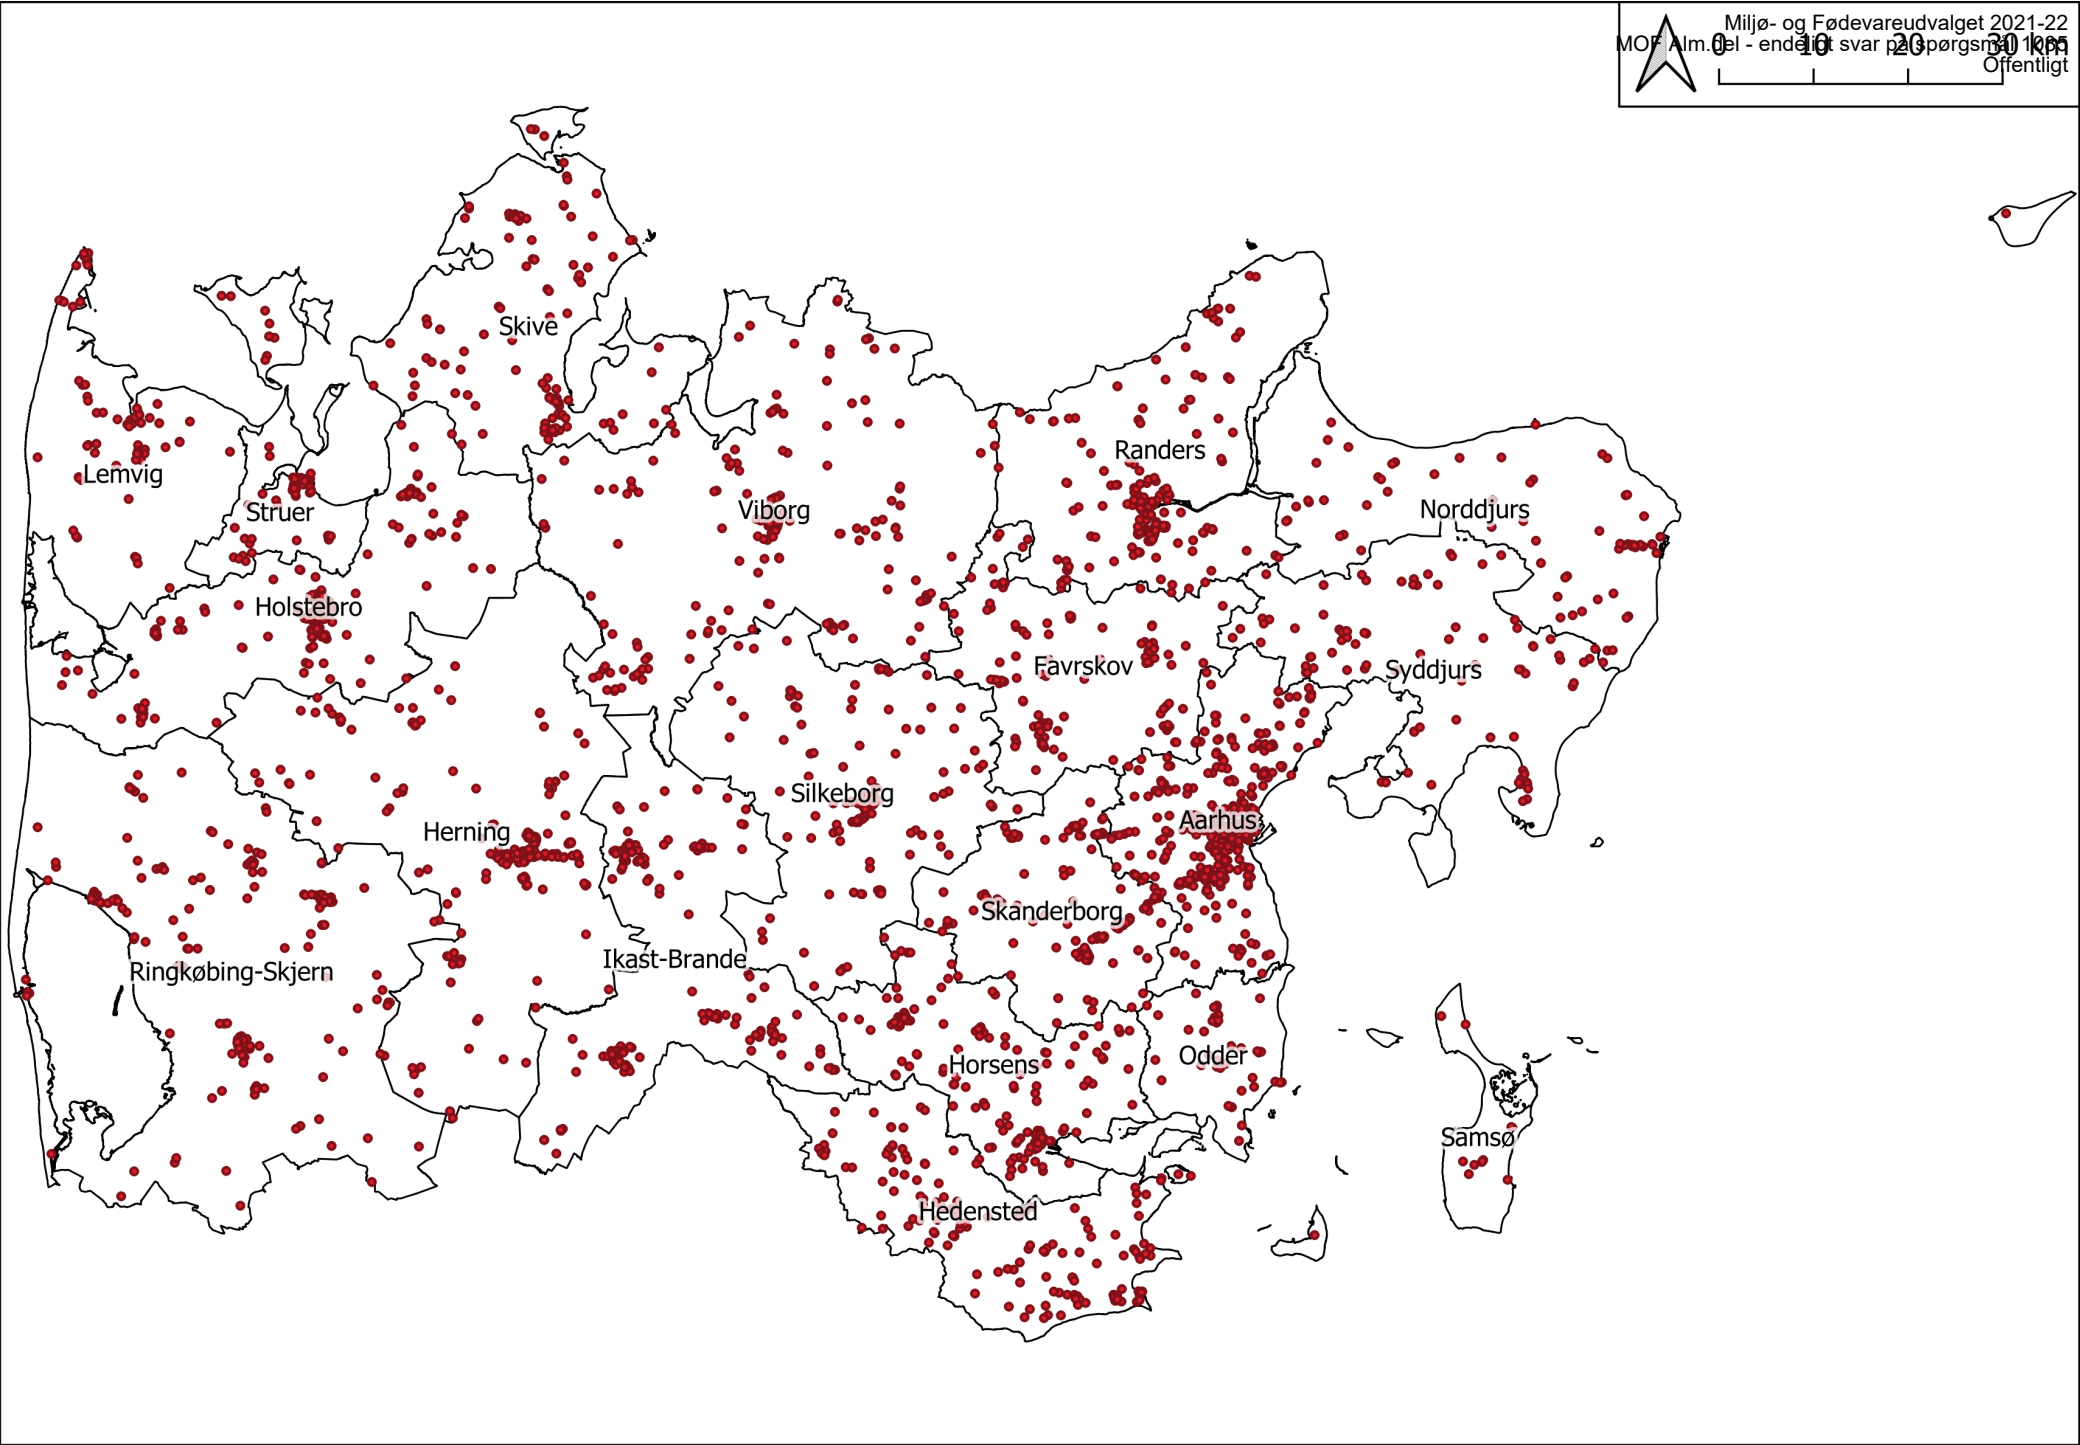 Miljø- og Fødevareudvalget 2021-22
MOF Alm.del - endeligt svar på spørgsmål 1085
Offentligt
0 10 20 30 km
Skive
Randers
Lemvig
Struer
Viborg
Norddjurs
Holstebro
Favrskov
Syddjurs
Silkeborg
Aarhus
Herning
Skanderborg
Ikast-Brande
Ringkøbing-Skjern
Odder
Horsens
Samsø
Hedensted